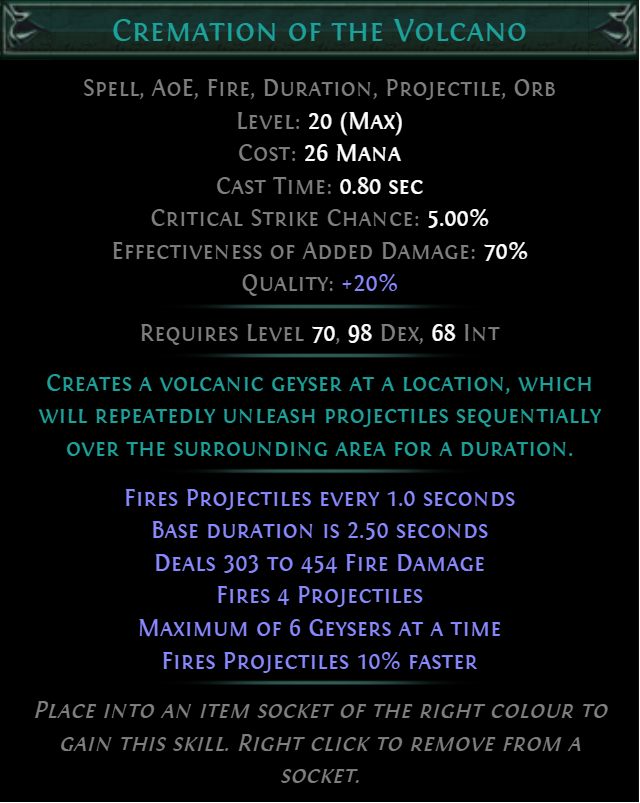 Cremation of the Volcano
Spell, AoE, Fire, Duration, Projectile, Orb
Level: 20 (Max)
Cost: 26 Mana
Cast Time: 0.80 sec
Critical Strike Chance: 5.00%
Effectiveness of Added Damage: 70%
Quality: +20%
Requires Level 70, 98 Dex, 68 Int
Creates a volcanic geyser at a location, which
will repeatedly unleash projectiles sequentially
over the surrounding area for a duration.
Fires Projectiles every 1.0 seconds
Base duration is 2.50 seconds
Deals 303 to 454 Fire Damage
Fires 4 Projectiles
Maximum of 6 Geysers at a time
Fires Projectiles 10% faster
Place into an item socket of the right colour to
gain this skill. Right click to remove from a
socket.